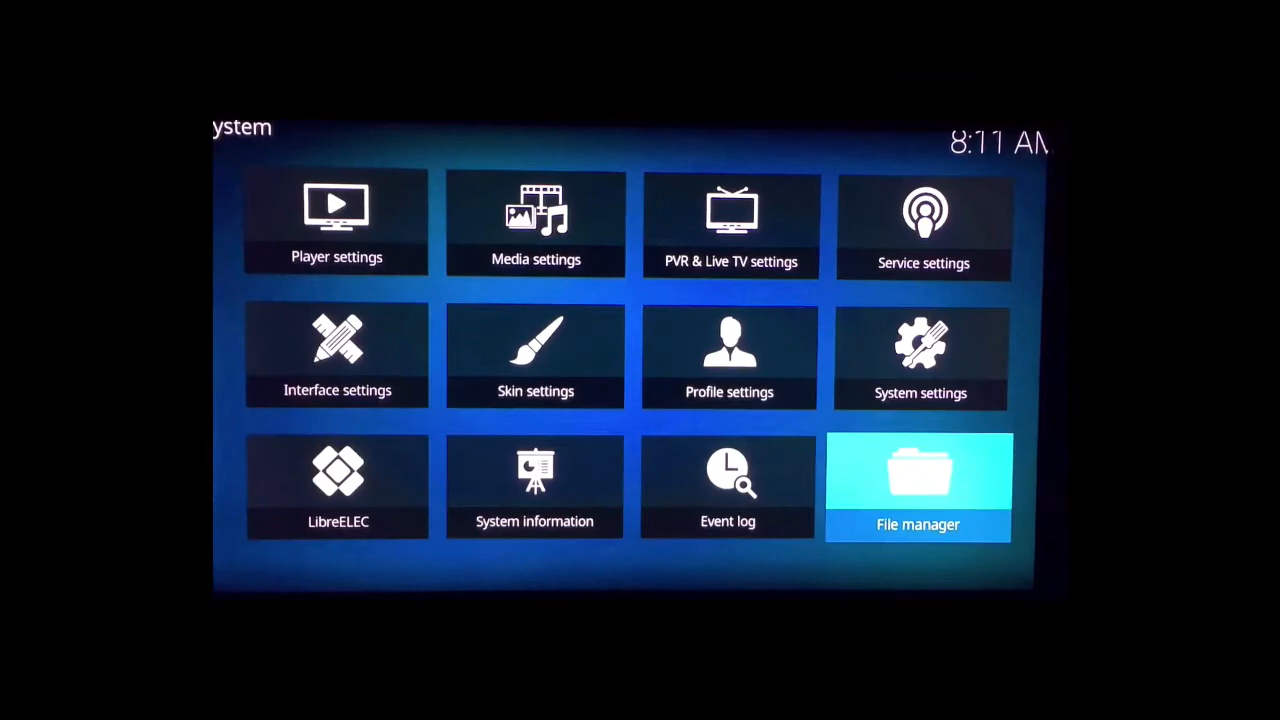 ystem
8:11 AM
Player settings
Media settings
PVR & Live TV settings
Service settings
Interface settings
Skin settings
Profile settings
System settings
LibreELEC
System information
Event log
File manager